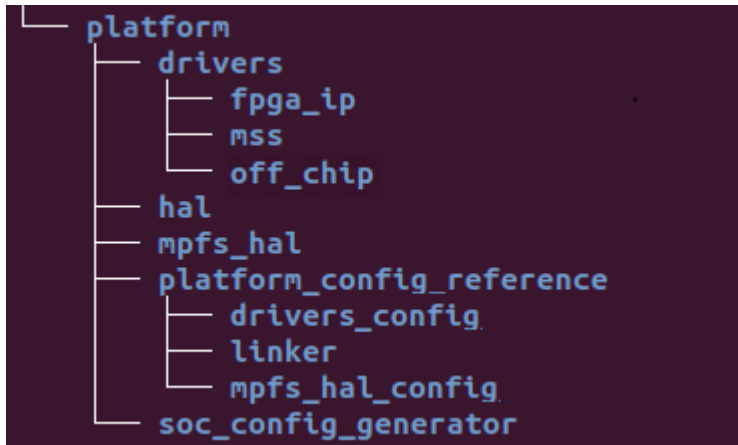 platform
drivers
fpga_ip
mss
off_chip
hal
mpfs_hal
platform_config_reference
drivers_config
linker
mpfs_hal_config
soc_config_generator